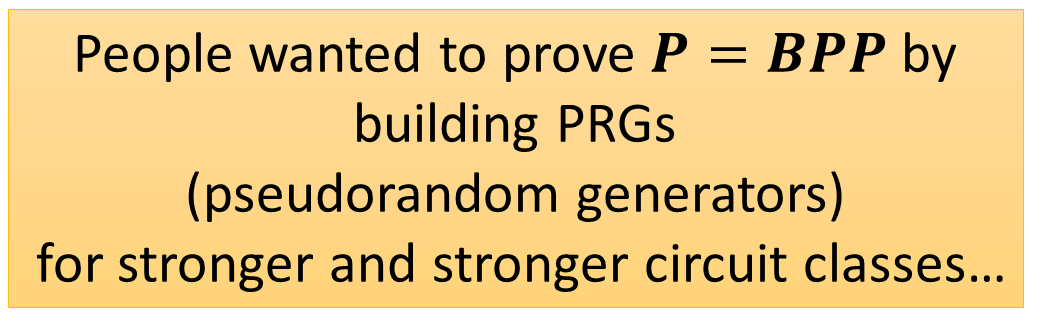 People wanted to prove P = BPP by
building PRGs
(pseudorandom generators)
for stronger and stronger circuit classes…